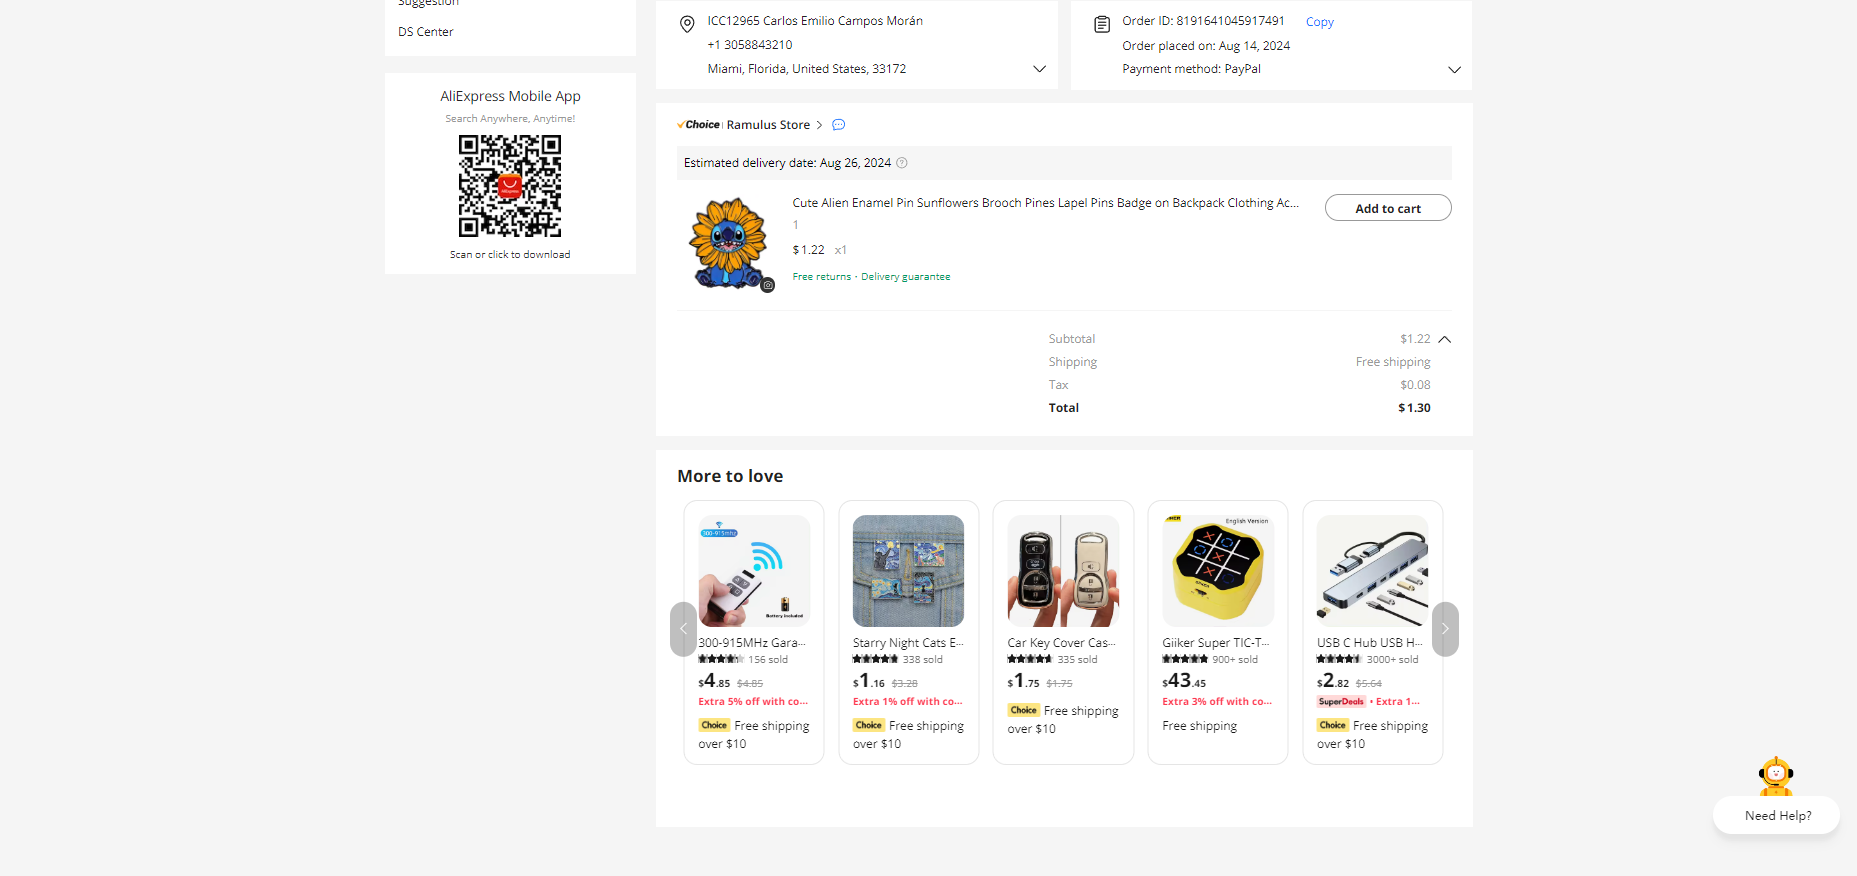 Suggestion
DS Center
AliExpress Mobile App
Search Anywhere, Anytime!
AliExpress
Scan or click to download
ICC12965 Carlos Emilio Campos Morán
+1 3058843210
Miami, Florida, United States, 33172
Order ID: 8191641045917491 Copy
Order placed on: Aug 14, 2024
Payment method: PayPal
Choice Ramulus Store
Estimated delivery date: Aug 26, 2024
Cute Alien Enamel Pin Sunflowers Brooch Pines Lapel Pins Badge on Backpack Clothing Ac...
1
$1.22 x1
Free returns · Delivery guarantee
Add to cart
Subtotal $1.22
Shipping Free shipping
Tax $0.08
Total $1.30
More to love
300-915mhz
Battery included
300-915MHz Gara...
156 sold
$4.85 $4.85
Extra 5% off with co...
Choice Free shipping
over $10
Starry Night Cats E...
338 sold
$1.16 $3.28
Extra 1% off with co...
Choice Free shipping
over $10
Car Key Cover Cas...
335 sold
$1.75 $1.75
Choice Free shipping
over $10
English Version
Giiker Super TIC-T...
900+ sold
$43.45
Extra 3% off with co...
Free shipping
USB C Hub USB H...
3000+ sold
$2.82 $5.64
SuperDeals • Extra 1...
Choice Free shipping
over $10
Need Help?